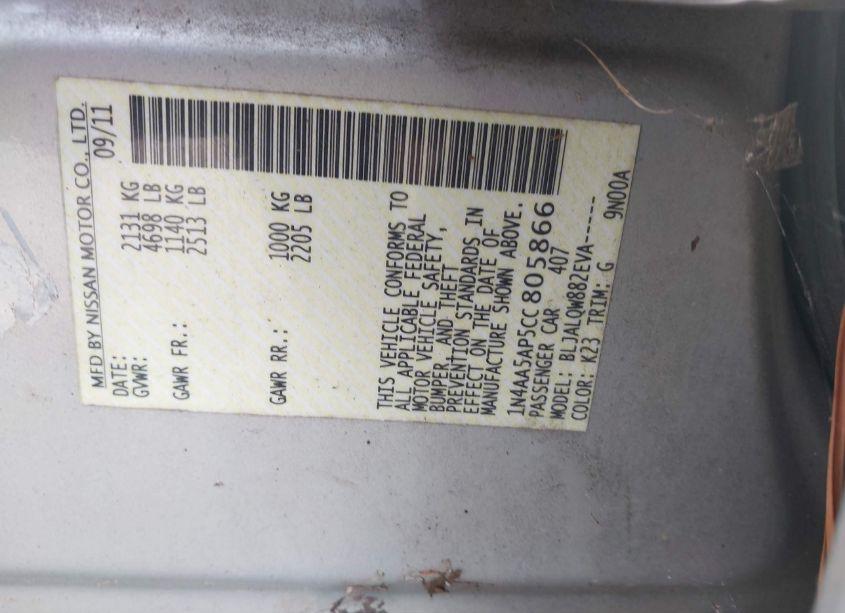 MFD BY NISSAN MOTOR CO., LTD.
DATE: 09/11
GVWR: 2131 KG
4698 LB
GAWR FR.: 1140 KG
2513 LB
GAWR RR.: 1000 KG
2205 LB
THIS VEHICLE CONFORMS TO
ALL APPLICABLE FEDERAL
MOTOR VEHICLE SAFETY,
BUMPER, AND THEFT
PREVENTION STANDARDS IN
EFFECT ON THE DATE OF
MANUFACTURE SHOWN ABOVE.
1N4AA5AP5CC805866
PASSENGER CAR 407
MODEL: BLJALQW882EVA-----
COLOR: K23 TRIM: G 9N00A